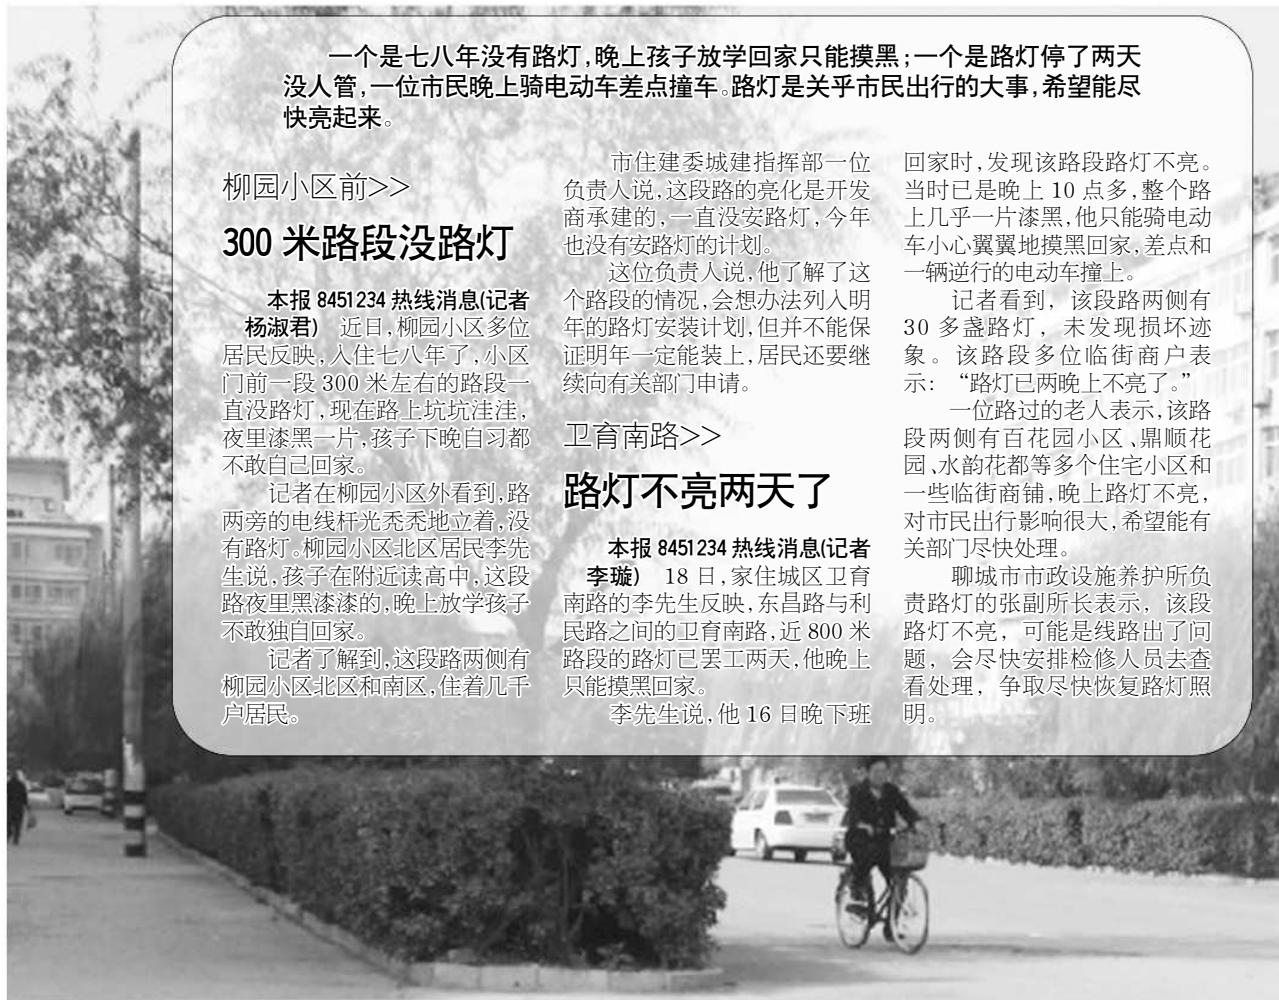 一个是七八年没有路灯,晚上孩子放学回家只能摸黑;一个是路灯停了两天
没人管,一位市民晚上骑电动车差点撞车。路灯是关乎市民出行的大事,希望能尽
快亮起来。
柳园小区前>>
300 米路段没路灯
本报 8451234 热线消息(记者
杨淑君) 近日,柳园小区多位
居民反映,入住七八年了,小区
门前一段 300 米左右的路段一
直没路灯,现在路上坑坑洼洼,
夜里漆黑一片,孩子下晚自习都
不敢自己回家。
记者在柳园小区外看到,路
两旁的电线杆光秃秃地立着,没
有路灯。柳园小区北区居民李先
生说,孩子在附近读高中,这段
路夜里黑漆漆的,晚上放学孩子
不敢独自回家。
记者了解到,这段路两侧有
柳园小区北区和南区,住着几千
户居民。
市住建委城建指挥部一位
负责人说,这段路的亮化是开发
商承建的,一直没安路灯,今年
也没有安路灯的计划。
这位负责人说,他了解了这
个路段的情况,会想办法列入明
年的路灯安装计划,但并不能保
证明年一定能装上,居民还要继
续向有关部门申请。
卫育南路>>
路灯不亮两天了
本报 8451234 热线消息(记者
李璇) 18 日,家住城区卫育
南路的李先生反映,东昌路与利
民路之间的卫育南路,近 800 米
路段的路灯已罢工两天,他晚上
只能摸黑回家。
李先生说,他 16 日晚下班
回家时,发现该路段路灯不亮。
当时已是晚上 10 点多,整个路
上几乎一片漆黑,他只能骑电动
车小心翼翼地摸黑回家,差点和
一辆逆行的电动车撞上。
记者看到，该段路两侧有
30 多盏路灯，未发现损坏迹
象。该路段多位临街商户表
示：“路灯已两晚上不亮了。”
一位路过的老人表示,该路
段两侧有百花园小区、鼎顺花
园、水韵花都等多个住宅小区和
一些临街商铺,晚上路灯不亮,
对市民出行影响很大,希望能有
关部门尽快处理。
聊城市市政设施养护所负
责路灯的张副所长表示，该段
路灯不亮，可能是线路出了问
题，会尽快安排检修人员去查
看处理，争取尽快恢复路灯照
明。